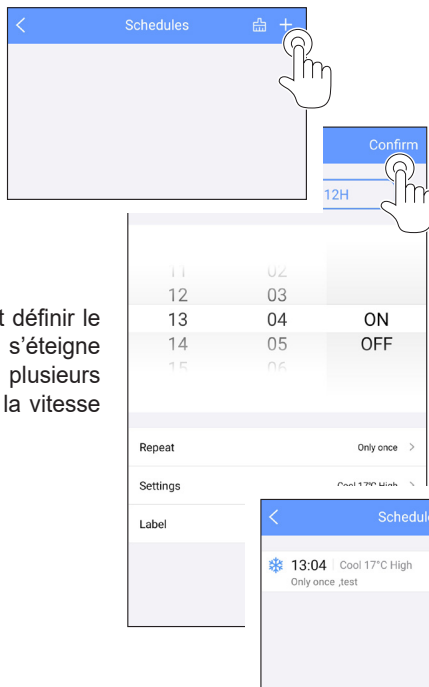 Schedules
Confirm
12H
11 02
12 03
13 04 ON
14 05 OFF
15 06
t définir le
s'éteigne
plusieurs
la vitesse
Repeat Only once
Settings Cool 17°C High
Label
Schedule
13:04 Cool 17°C High
Only once ,test